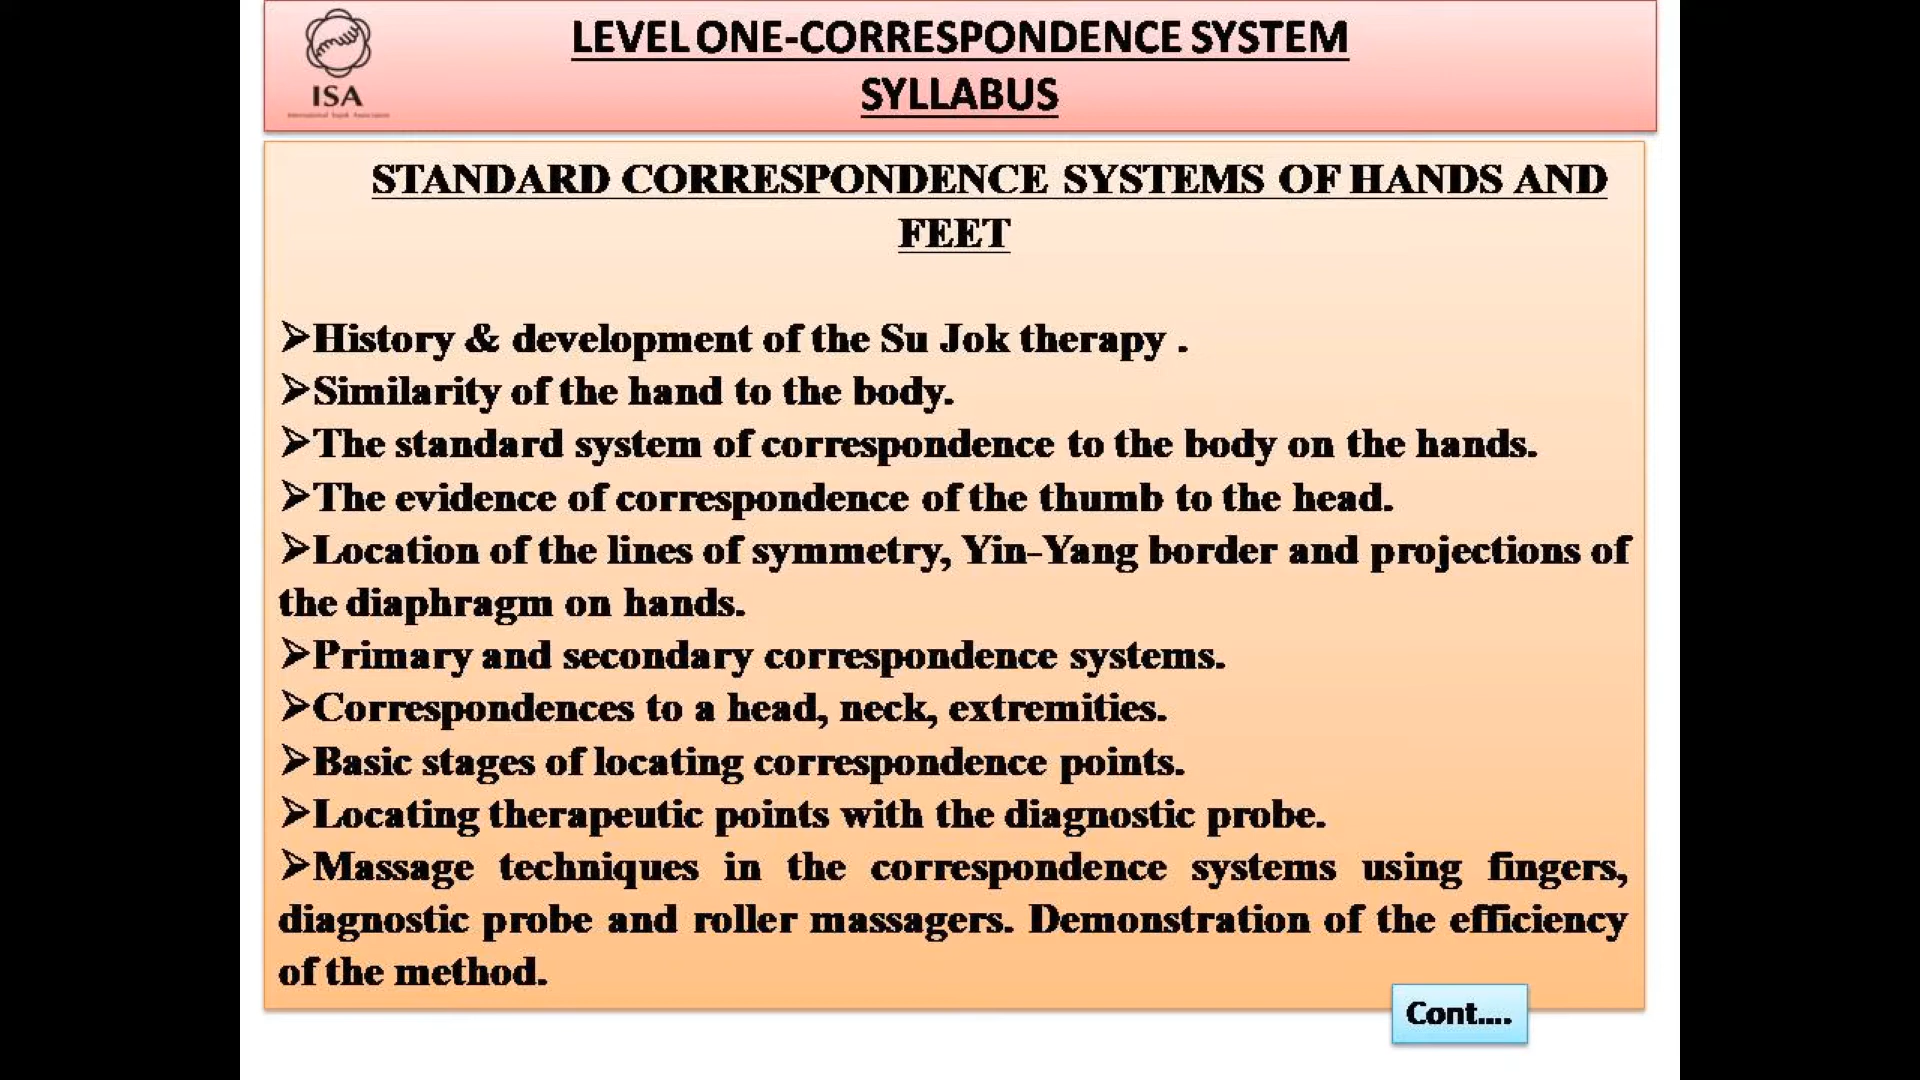 LEVEL ONE-CORRESPONDENCE SYSTEM
SYLLABUS
ISA
International Sujok Association
STANDARD CORRESPONDENCE SYSTEMS OF HANDS AND
FEET
➢History & development of the Su Jok therapy .
➢Similarity of the hand to the body.
➢The standard system of correspondence to the body on the hands.
➢The evidence of correspondence of the thumb to the head.
➢Location of the lines of symmetry, Yin-Yang border and projections of
the diaphragm on hands.
➢Primary and secondary correspondence systems.
➢Correspondences to a head, neck, extremities.
➢Basic stages of locating correspondence points.
➢Locating therapeutic points with the diagnostic probe.
➢Massage techniques in the correspondence systems using fingers,
diagnostic probe and roller massagers. Demonstration of the efficiency
of the method.
Cont....